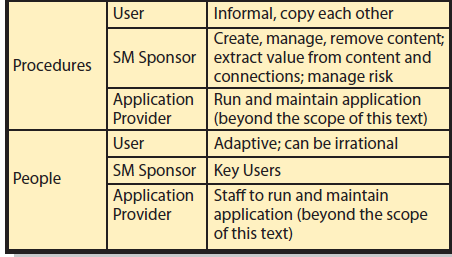 Procedures
User
Informal, copy each other
SM Sponsor
Create, manage, remove content;
extract value from content and
connections; manage risk
Application
Provider
Run and maintain application
(beyond the scope of this text)
People
User
Adaptive; can be irrational
SM Sponsor
Key Users
Application
Provider
Staff to run and maintain
application (beyond the scope
of this text)